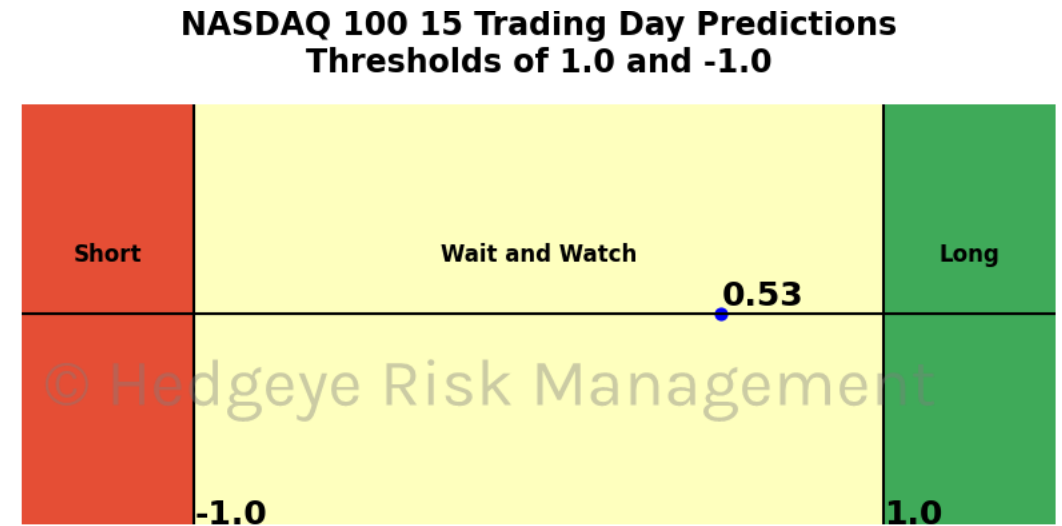 NASDAQ 100 15 Trading Day Predictions
Thresholds of 1.0 and -1.0
Short
Wait and Watch
Long
0.53
© Hedgeye Risk Management
-1.0
1.0